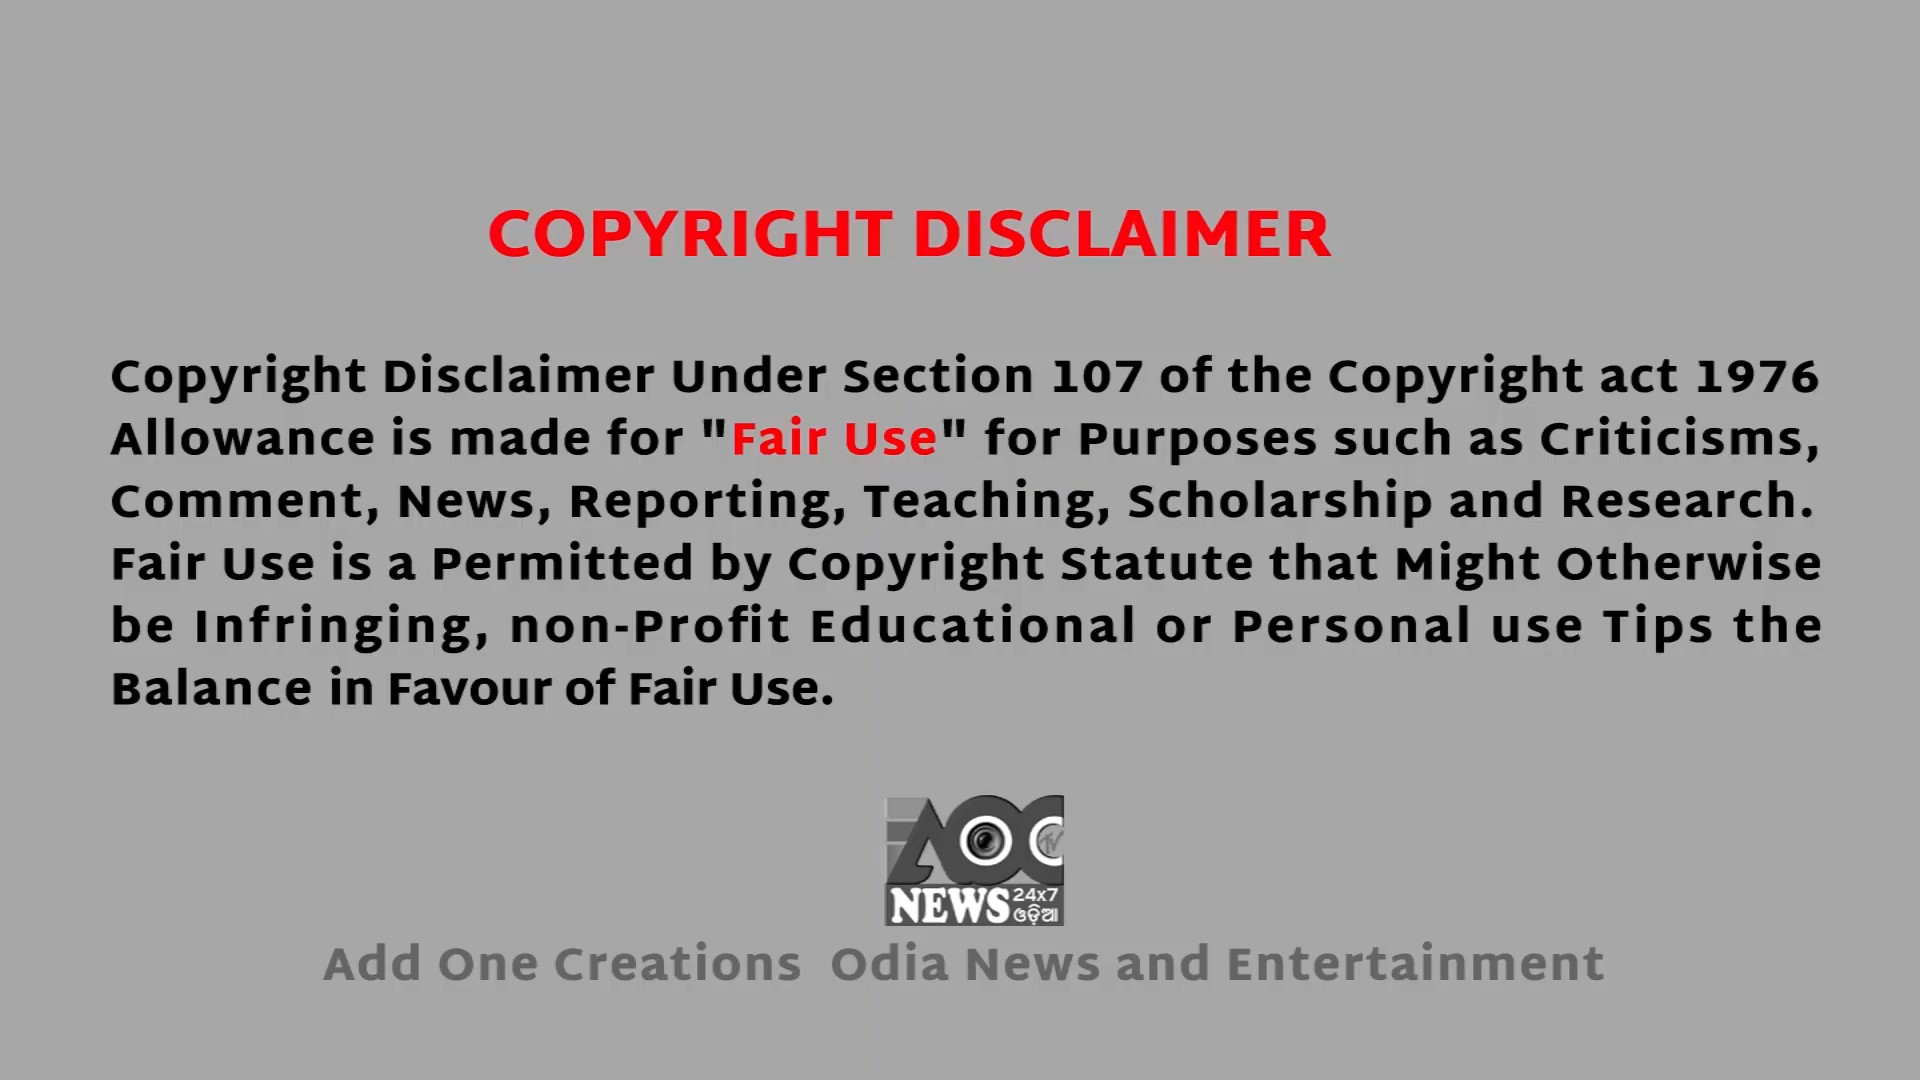 COPYRIGHT DISCLAIMER
Copyright Disclaimer Under Section 107 of the Copyright act 1976
Allowance is made for "Fair Use" for Purposes such as Criticisms,
Comment, News, Reporting, Teaching, Scholarship and Research.
Fair Use is a Permitted by Copyright Statute that Might Otherwise
be Infringing, non-Profit Educational or Personal use Tips the
Balance in Favour of Fair Use.
AOC
TV
NEWS 24x7
ଓଡ଼ିଆ
Add One Creations Odia News and Entertainment